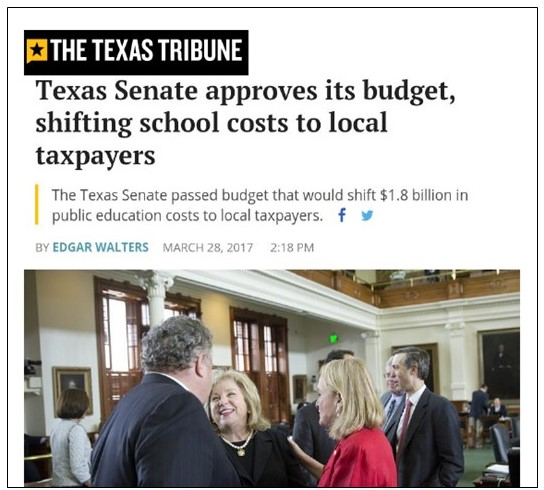 THE TEXAS TRIBUNE
Texas Senate approves its budget,
shifting school costs to local
taxpayers
The Texas Senate passed budget that would shift $1.8 billion in
public education costs to local taxpayers.
BY EDGAR WALTERS MARCH 28, 2017 2:18 PM